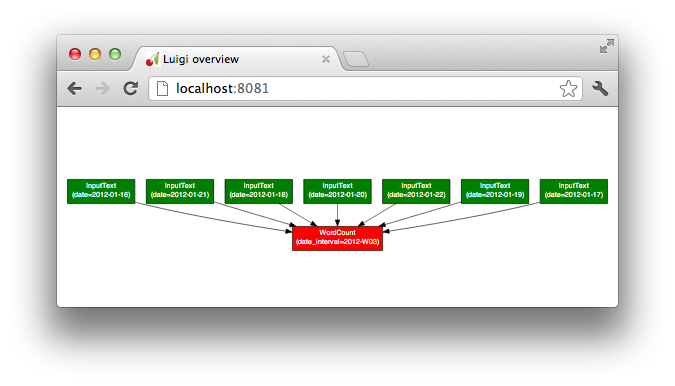 Luigi overview
localhost:8081
InputText
(date=2012-01-16)
InputText
(date=2012-01-21)
InputText
(date=2012-01-18)
InputText
(date=2012-01-20)
InputText
(date=2012-01-22)
InputText
(date=2012-01-19)
InputText
(date=2012-01-17)
WordCount
(date_interval=2012-W03)